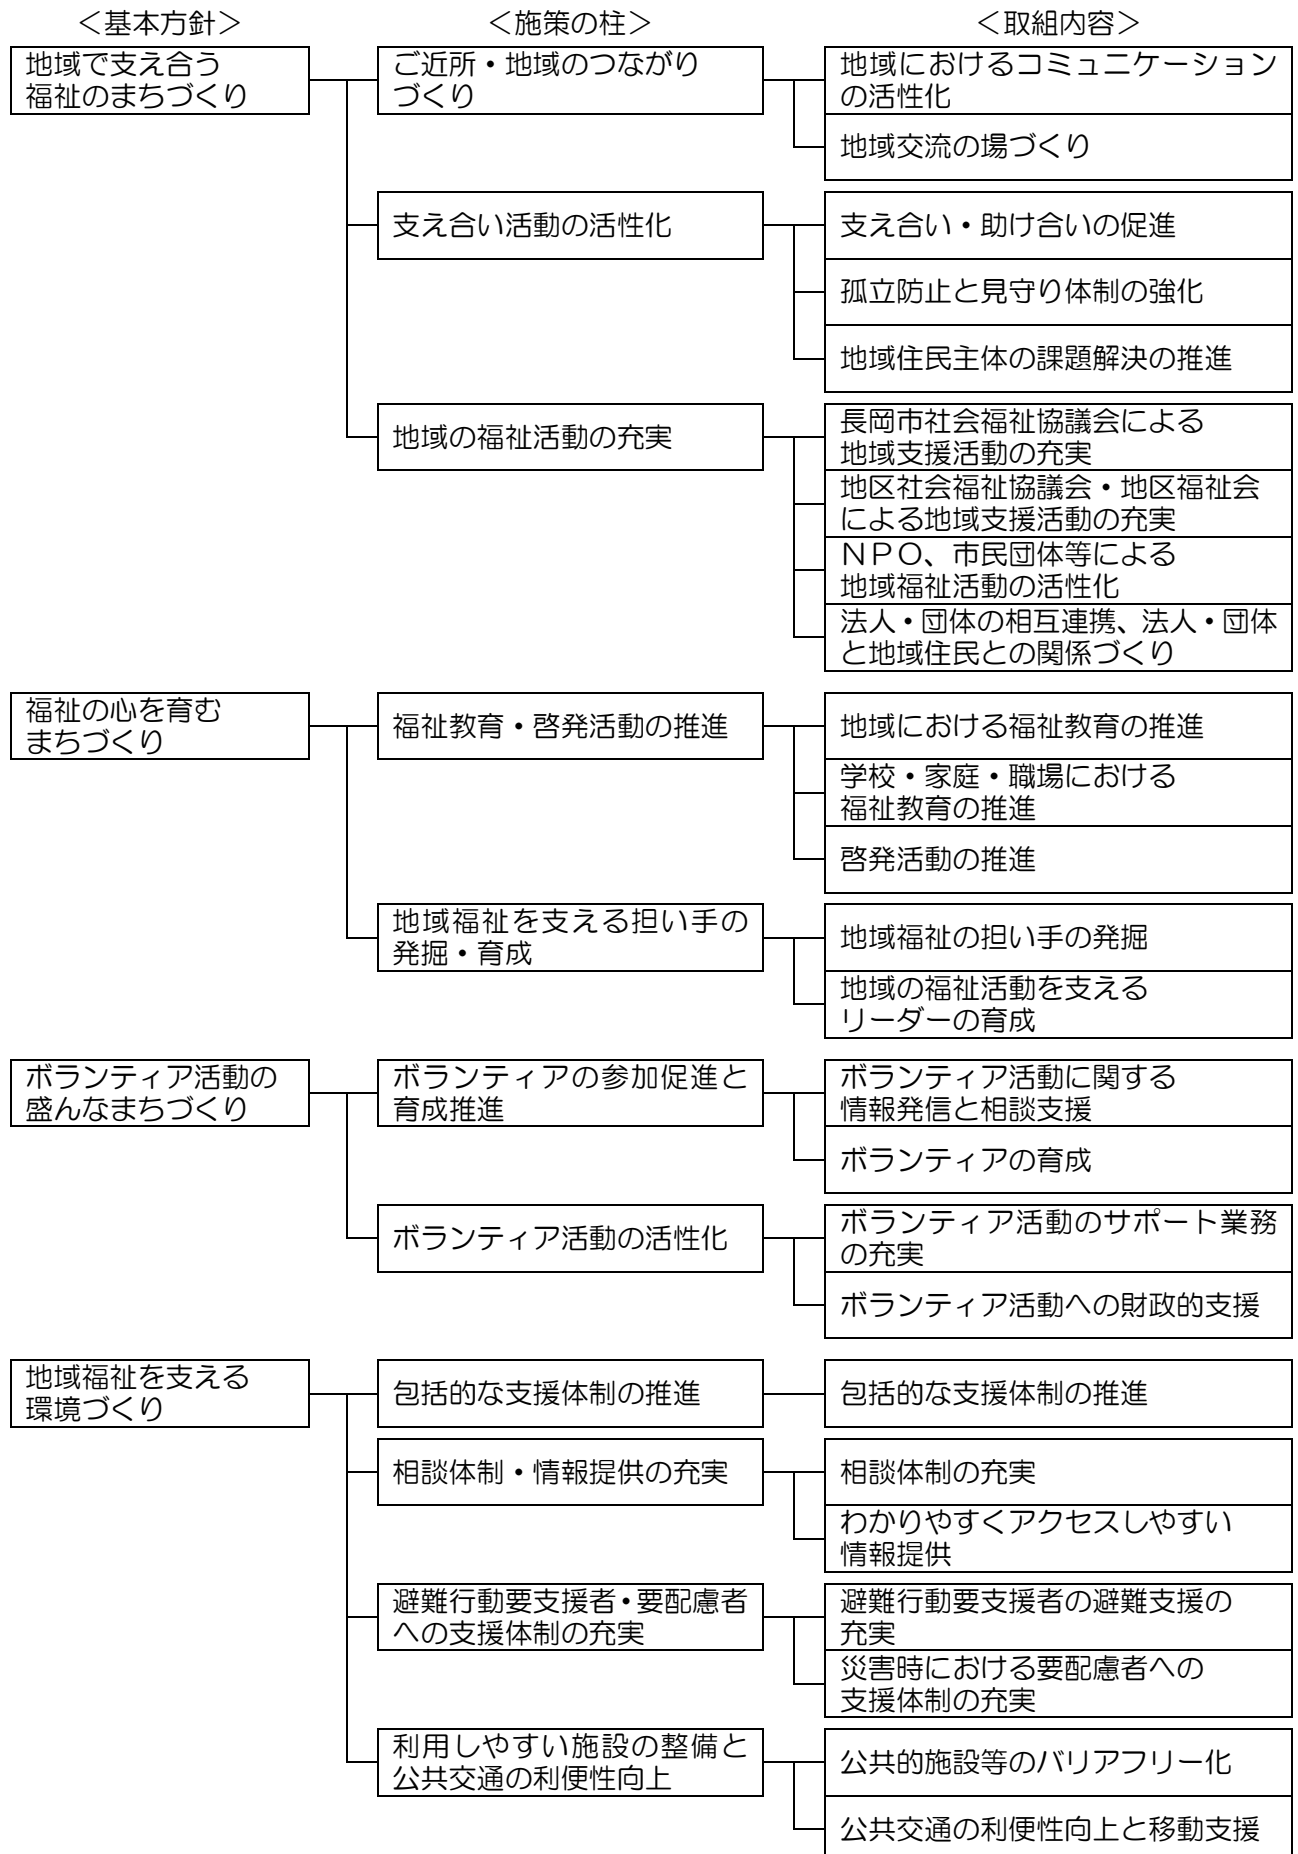 ＜基本方針＞
＜施策の柱＞
＜取組内容＞
地域で支え合う
福祉のまちづくり
ご近所・地域のつながり
づくり
地域におけるコミュニケーション
の活性化
地域交流の場づくり
支え合い活動の活性化
支え合い・助け合いの促進
孤立防止と見守り体制の強化
地域住民主体の課題解決の推進
地域の福祉活動の充実
長岡市社会福祉協議会による
地域支援活動の充実
地区社会福祉協議会・地区福祉会
による地域支援活動の充実
ＮＰＯ、市民団体等による
地域福祉活動の活性化
法人・団体の相互連携、法人・団体
と地域住民との関係づくり
福祉の心を育む
まちづくり
福祉教育・啓発活動の推進
地域における福祉教育の推進
学校・家庭・職場における
福祉教育の推進
啓発活動の推進
地域福祉を支える担い手の
発掘・育成
地域福祉の担い手の発掘
地域の福祉活動を支える
リーダーの育成
ボランティア活動の
盛んなまちづくり
ボランティアの参加促進と
育成推進
ボランティア活動に関する
情報発信と相談支援
ボランティアの育成
ボランティア活動の活性化
ボランティア活動のサポート業務
の充実
ボランティア活動への財政的支援
地域福祉を支える
環境づくり
包括的な支援体制の推進
包括的な支援体制の推進
相談体制・情報提供の充実
相談体制の充実
わかりやすくアクセスしやすい
情報提供
避難行動要支援者・要配慮者
への支援体制の充実
避難行動要支援者の避難支援の
充実
災害時における要配慮者への
支援体制の充実
利用しやすい施設の整備と
公共交通の利便性向上
公共的施設等のバリアフリー化
公共交通の利便性向上と移動支援